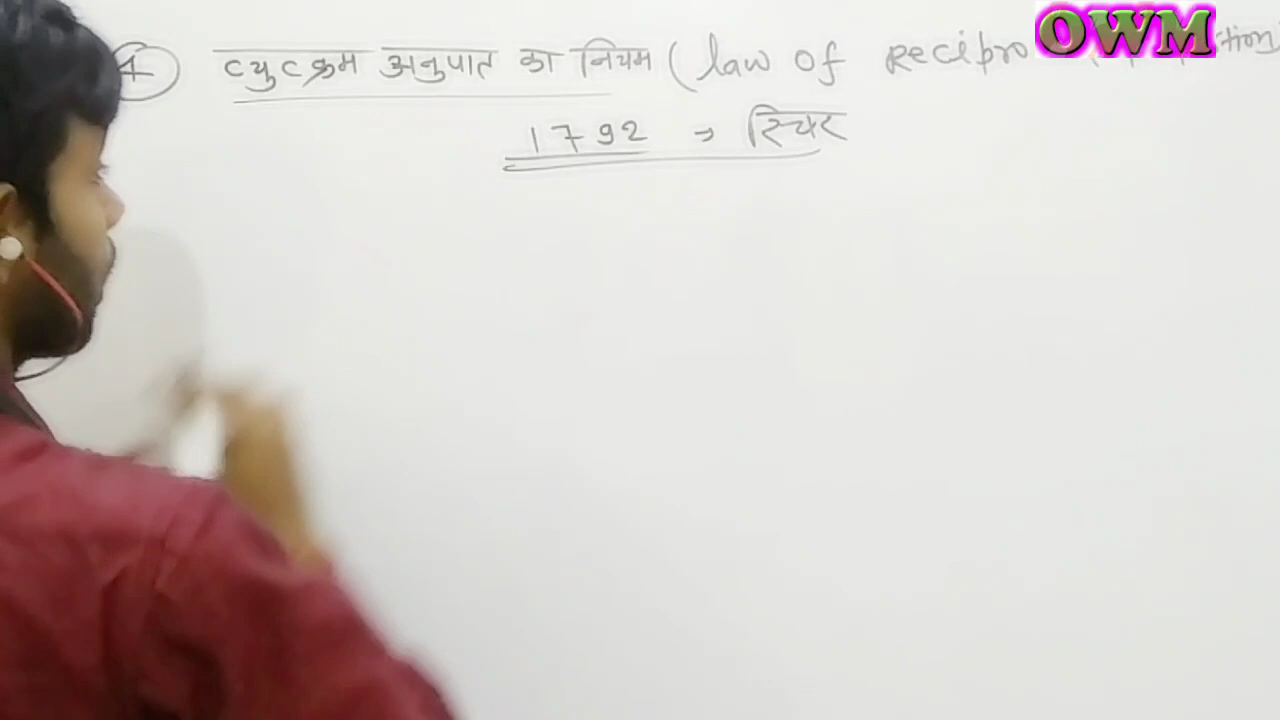 4 व्युत्क्रम अनुपात का नियम (law of Recipro
OWM
1792 → रिचर